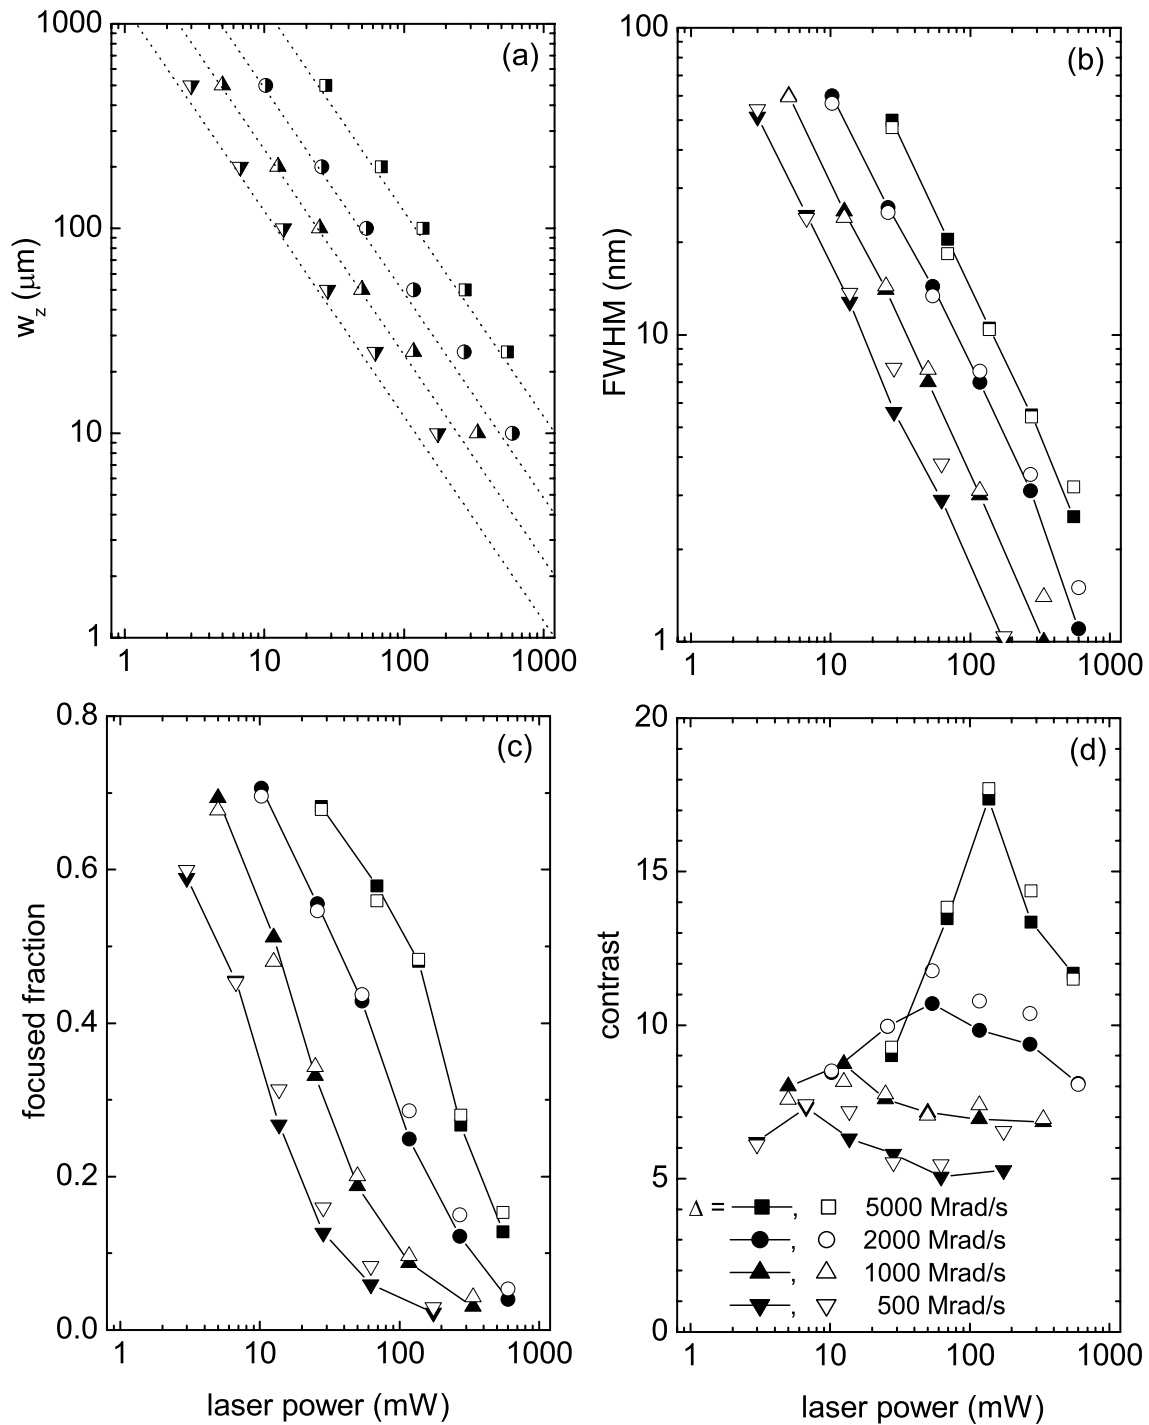 (a)
1000
100
10
1
w_z (μm)
1 10 100 1000
(b)
100
10
1
FWHM (nm)
1 10 100 1000
(c)
0.8
0.6
0.4
0.2
0.0
focused fraction
1 10 100 1000
laser power (mW)
(d)
20
15
10
5
0
contrast
Δ = , 5000 Mrad/s
, 2000 Mrad/s
, 1000 Mrad/s
, 500 Mrad/s
1 10 100 1000
laser power (mW)